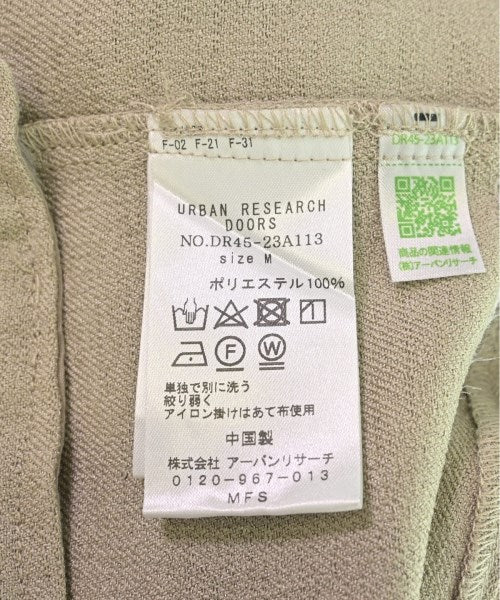 F-02 F-21 F-31
URBAN RESEARCH
DOORS
NO.DR45-23A113
size M
ポリエステル100%
F
W
単独で別に洗う
絞り弱く
アイロン掛けはあて布使用
中国製
株式会社 アーバンリサーチ
0120-967-013
MFS
DR45-23A113
商品の関連情報
(株)アーバンリサーチ